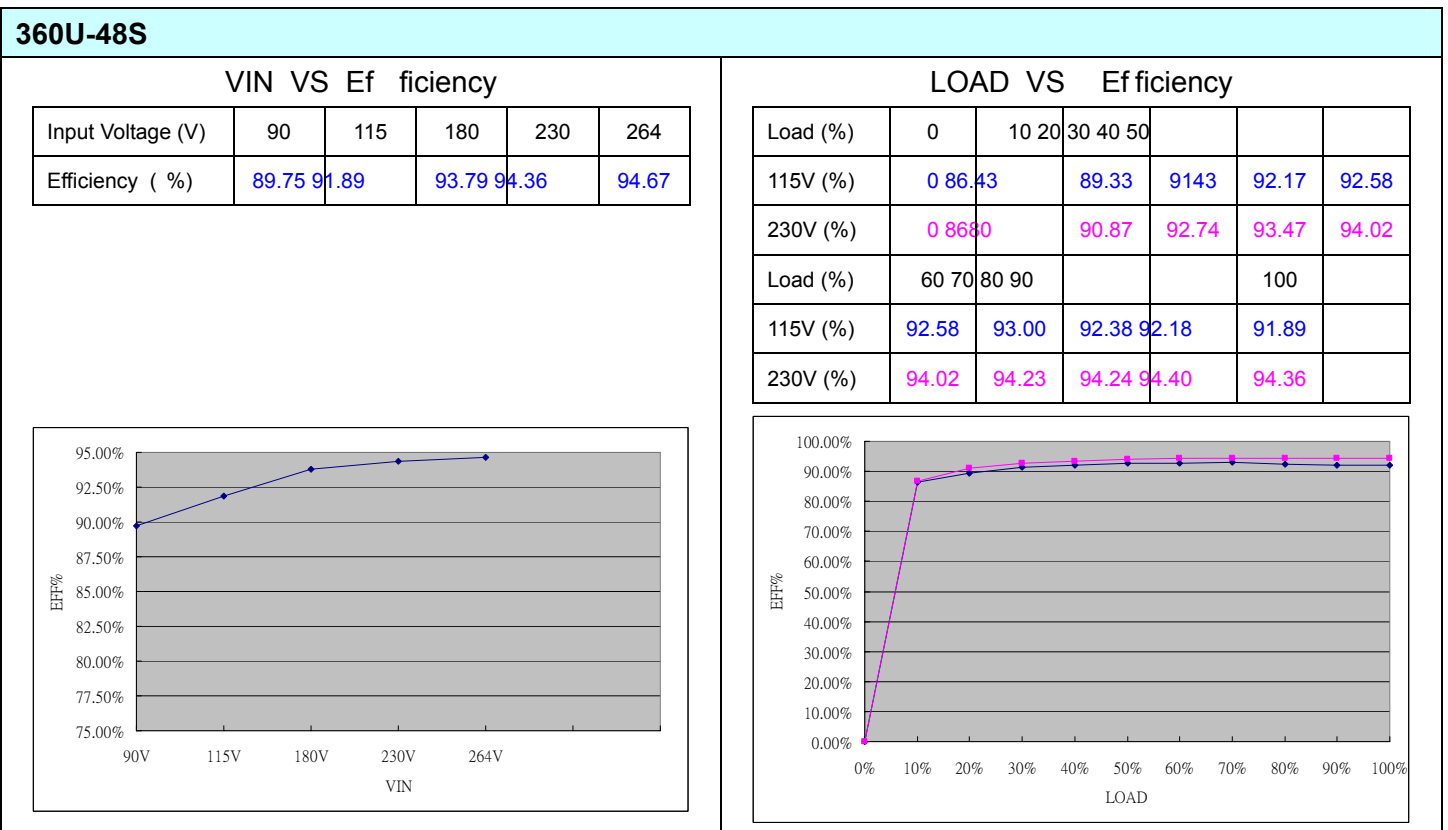 360U-48S
VIN VS Ef ficiency
Input Voltage (V) 90 115 180 230 264
Efficiency ( %) 89.75 91.89 93.79 94.36 94.67
95.00%
92.50%
90.00%
87.50%
85.00%
82.50%
80.00%
77.50%
75.00%
EFF%
90V 115V 180V 230V 264V
VIN
LOAD VS Ef ficiency
Load (%) 0 10 20 30 40 50
115V (%) 0 86.43 89.33 9143 92.17 92.58
230V (%) 0 8680 90.87 92.74 93.47 94.02
Load (%) 60 70 80 90 100
115V (%) 92.58 93.00 92.38 92.18 91.89
230V (%) 94.02 94.23 94.24 94.40 94.36
100.00%
90.00%
80.00%
70.00%
60.00%
50.00%
40.00%
30.00%
20.00%
10.00%
0.00%
EFF%
0% 10% 20% 30% 40% 50% 60% 70% 80% 90% 100%
LOAD